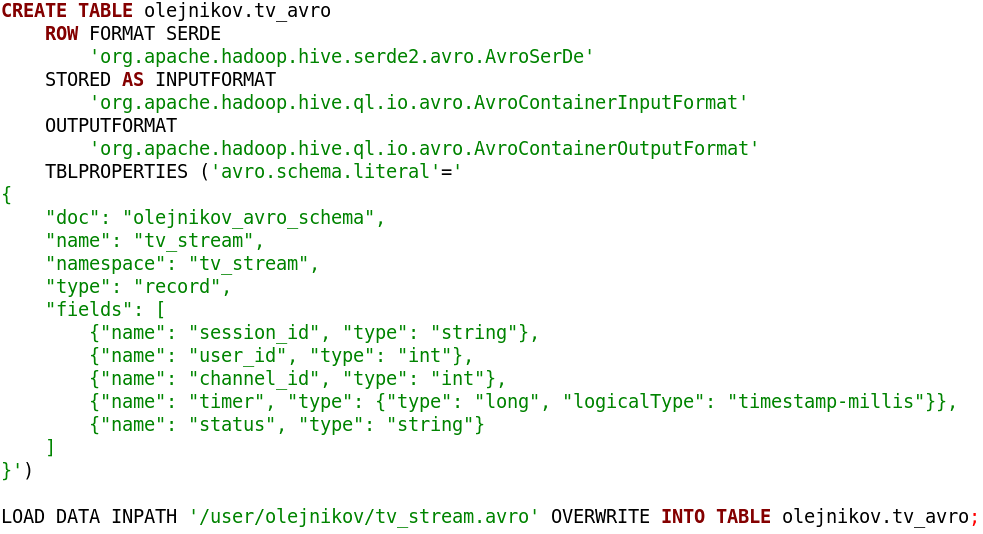 CREATE TABLE olejnikov.tv_avro
    ROW FORMAT SERDE
        'org.apache.hadoop.hive.serde2.avro.AvroSerDe'
    STORED AS INPUTFORMAT
        'org.apache.hadoop.hive.ql.io.avro.AvroContainerInputFormat'
    OUTPUTFORMAT
        'org.apache.hadoop.hive.ql.io.avro.AvroContainerOutputFormat'
    TBLPROPERTIES ('avro.schema.literal'='
{
    "doc": "olejnikov_avro_schema",
    "name": "tv_stream",
    "namespace": "tv_stream",
    "type": "record",
    "fields": [
        {"name": "session_id", "type": "string"},
        {"name": "user_id", "type": "int"},
        {"name": "channel_id", "type": "int"},
        {"name": "timer", "type": {"type": "long", "logicalType": "timestamp-millis"}},
        {"name": "status", "type": "string"}
    ]
}')
LOAD DATA INPATH '/user/olejnikov/tv_stream.avro' OVERWRITE INTO TABLE olejnikov.tv_avro;